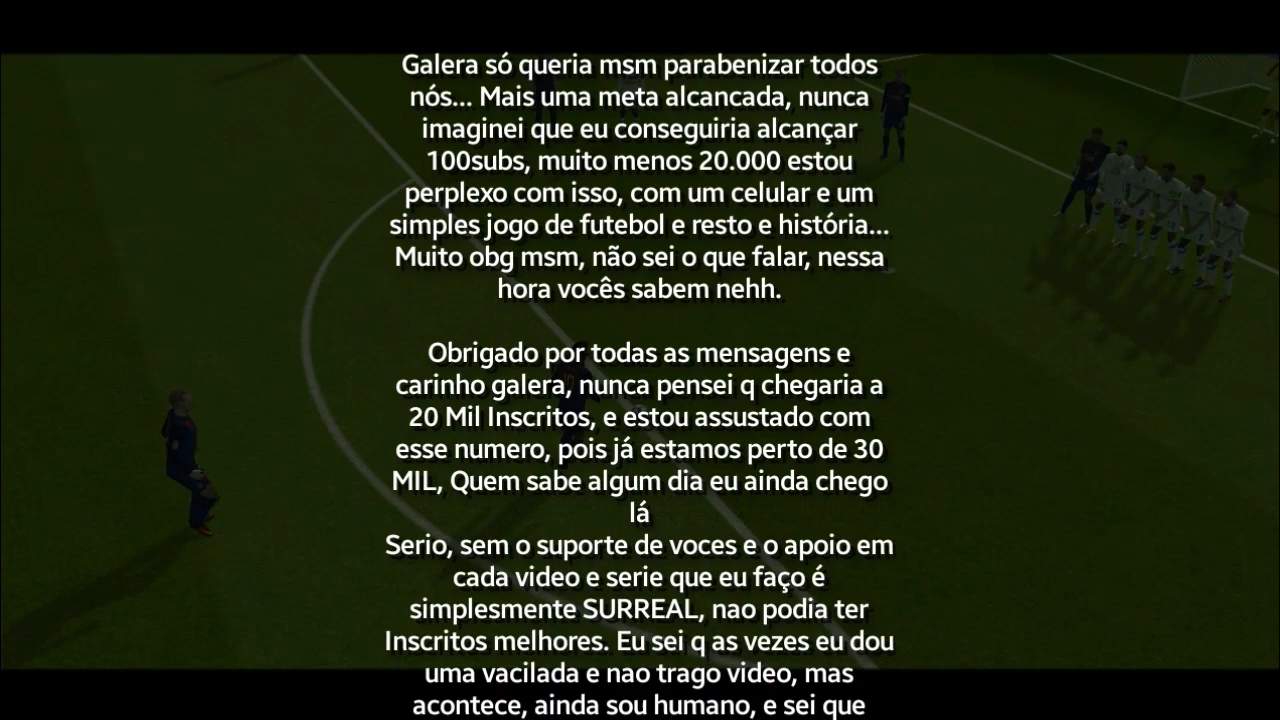 Galera só queria msm parabenizar todos
nós... Mais uma meta alcancada, nunca
imaginei que eu conseguiria alcançar
100subs, muito menos 20.000 estou
perplexo com isso, com um celular e um
simples jogo de futebol e resto e história...
Muito obg msm, não sei o que falar, nessa
hora vocês sabem nehh.
Obrigado por todas as mensagens e
carinho galera, nunca pensei q chegaria a
20 Mil Inscritos, e estou assustado com
esse numero, pois já estamos perto de 30
MIL, Quem sabe algum dia eu ainda chego
lá
Serio, sem o suporte de voces e o apoio em
cada video e serie que eu faço é
simplesmente SURREAL, nao podia ter
Inscritos melhores. Eu sei q as vezes eu dou
uma vacilada e nao trago video, mas
acontece, ainda sou humano, e sei que